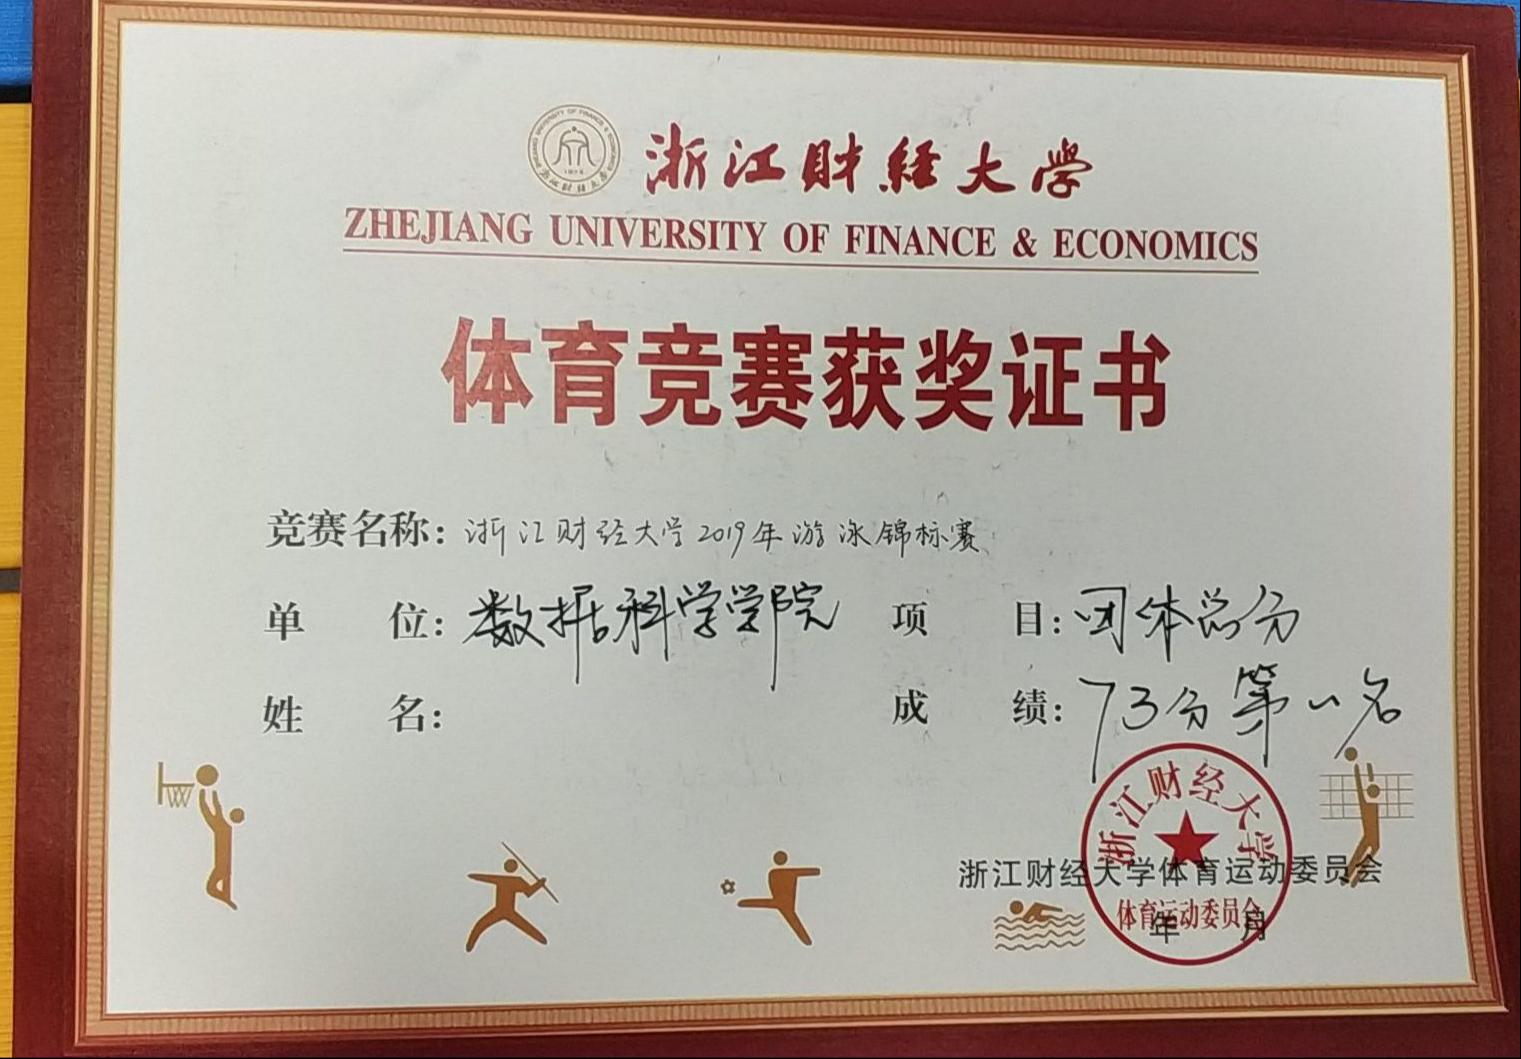 浙江财经大学
ZHEJIANG UNIVERSITY OF FINANCE & ECONOMICS
体育竞赛获奖证书
竞赛名称：浙江财经大学2019年游泳锦标赛
单 位：数据科学学院 项 目：团体总分
姓 名： 成 绩：73分 第 名
浙江财经大学体育运动委员会
年 月
浙江财经大学
体育运动委员会